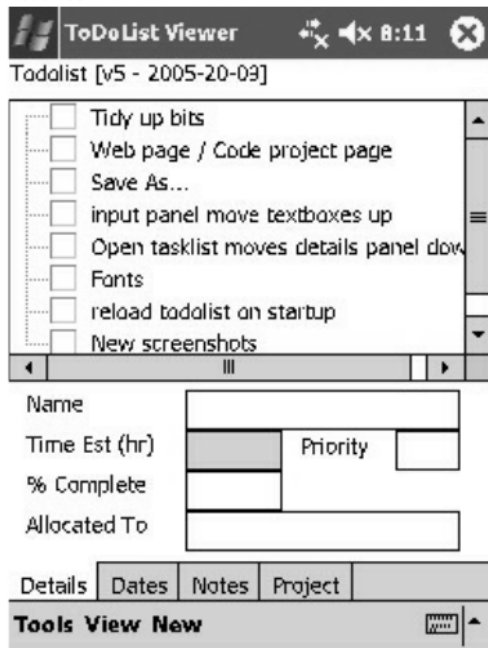 ToDoList Viewer 8:11
Todolist [v5 - 2005-20-09]
Tidy up bits
Web page / Code project page
Save As...
input panel move textboxes up
Open tasklist moves details panel dow
Fonts
reload todolist on startup
New screenshots
Name
Time Est (hr) Priority
% Complete
Allocated To
Details Dates Notes Project
Tools View New